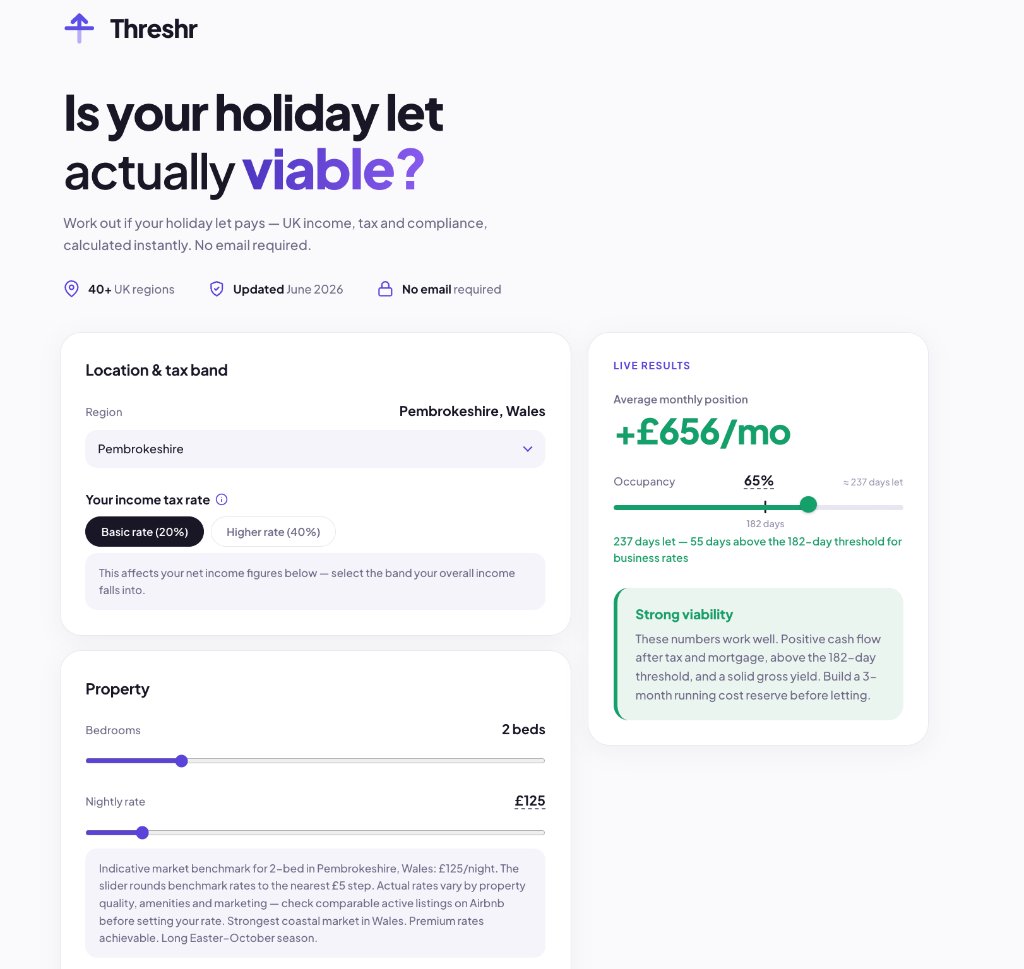 Threshr
Is your holiday let
actually viable?
Work out if your holiday let pays — UK income, tax and compliance,
calculated instantly. No email required.
40+ UK regions
Updated June 2026
No email required
Location & tax band
Region
Pembrokeshire, Wales
Pembrokeshire
Your income tax rate
Basic rate (20%)
Higher rate (40%)
This affects your net income figures below — select the band your overall income
falls into.
Property
Bedrooms
2 beds
Nightly rate
£125
Indicative market benchmark for 2-bed in Pembrokeshire, Wales: £125/night. The
slider rounds benchmark rates to the nearest £5 step. Actual rates vary by property
quality, amenities and marketing — check comparable active listings on Airbnb
before setting your rate. Strongest coastal market in Wales. Premium rates
achievable. Long Easter–October season.
LIVE RESULTS
Average monthly position
+£656/mo
Occupancy
65%
≈ 237 days let
182 days
237 days let — 55 days above the 182-day threshold for
business rates
Strong viability
These numbers work well. Positive cash flow
after tax and mortgage, above the 182-day
threshold, and a solid gross yield. Build a 3-
month running cost reserve before letting.